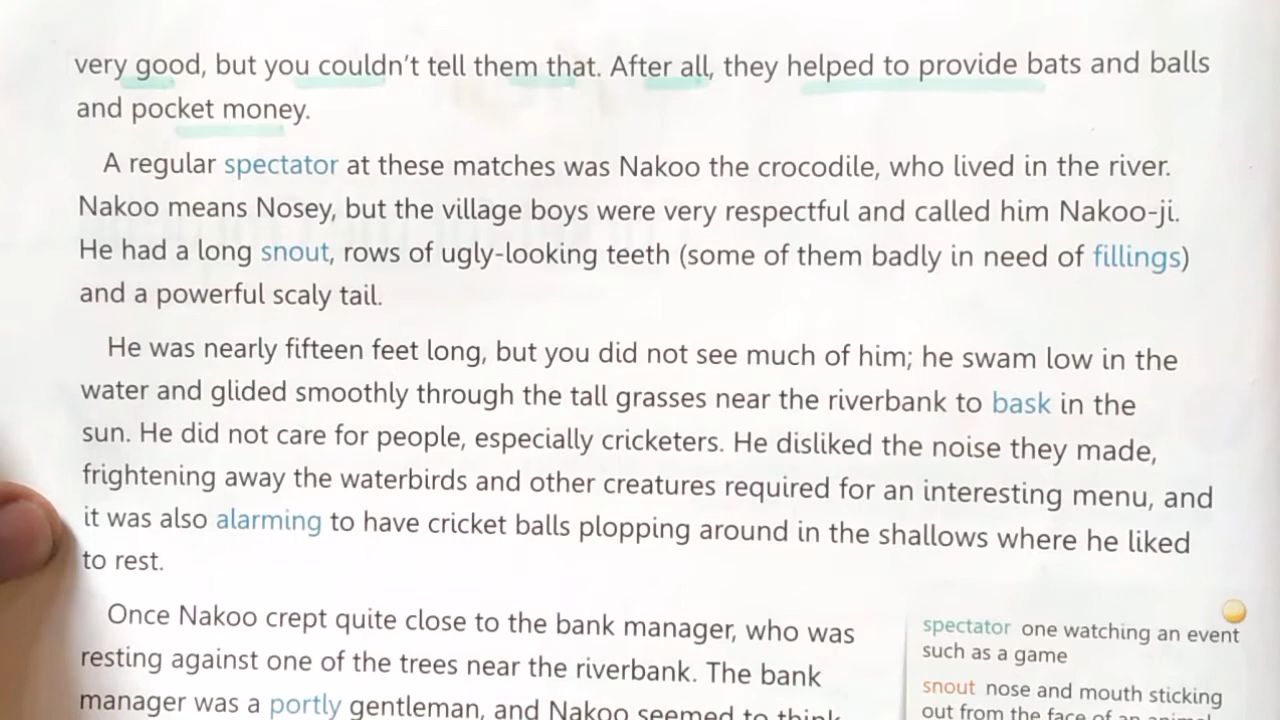 very good, but you couldn't tell them that. After all, they helped to provide bats and balls
and pocket money.
A regular spectator at these matches was Nakoo the crocodile, who lived in the river.
Nakoo means Nosey, but the village boys were very respectful and called him Nakoo-ji.
He had a long snout, rows of ugly-looking teeth (some of them badly in need of fillings)
and a powerful scaly tail.
He was nearly fifteen feet long, but you did not see much of him; he swam low in the
water and glided smoothly through the tall grasses near the riverbank to bask in the
sun. He did not care for people, especially cricketers. He disliked the noise they made,
frightening away the waterbirds and other creatures required for an interesting menu, and
it was also alarming to have cricket balls plopping around in the shallows where he liked
to rest.
Once Nakoo crept quite close to the bank manager, who was
resting against one of the trees near the riverbank. The bank
manager was a portly gentleman, and Nakoo seemed to think
spectator one watching an event
such as a game
snout nose and mouth sticking
out from the face of an animal